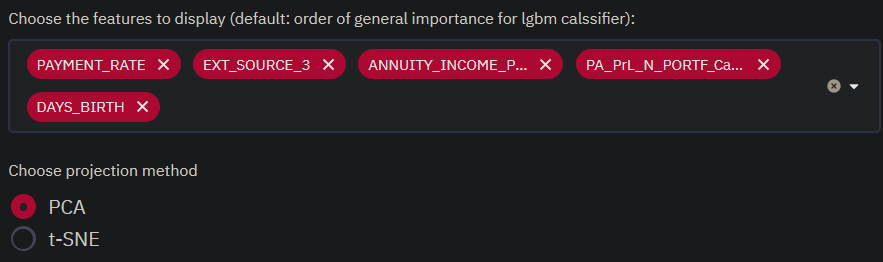 Choose the features to display (default: order of general importance for lgbm calssifier):
PAYMENT_RATE × EXT_SOURCE_3 × ANNUITY_INCOME_P... × PA_PrL_N_PORTF_Ca... ×
DAYS_BIRTH ×
Choose projection method
PCA
t-SNE